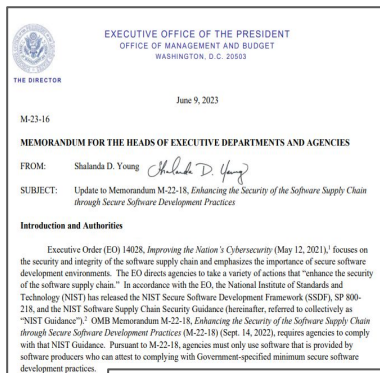 EXECUTIVE OFFICE OF THE PRESIDENT
OFFICE OF MANAGEMENT AND BUDGET
WASHINGTON, D.C. 20503
THE DIRECTOR
June 9, 2023
M-23-16
MEMORANDUM FOR THE HEADS OF EXECUTIVE DEPARTMENTS AND AGENCIES
FROM: Shalanda D. Young Shalanda D. Young
SUBJECT: Update to Memorandum M-22-18, Enhancing the Security of the Software Supply Chain
through Secure Software Development Practices
Introduction and Authorities
Executive Order (EO) 14028, Improving the Nation's Cybersecurity (May 12, 2021),¹ focuses on
the security and integrity of the software supply chain and emphasizes the importance of secure software
development environments. The EO directs agencies to take a variety of actions that "enhance the security
of the software supply chain." In accordance with the EO, the National Institute of Standards and
Technology (NIST) has released the NIST Secure Software Development Framework (SSDF), SP 800-
218, and the NIST Software Supply Chain Security Guidance (hereinafter, referred to collectively as
"NIST Guidance").² OMB Memorandum M-22-18, Enhancing the Security of the Software Supply Chain
through Secure Software Development Practices (M-22-18) (Sept. 14, 2022), requires agencies to comply
with that NIST Guidance. Pursuant to M-22-18, agencies must only use software that is provided by
software producers who can attest to complying with Government-specified minimum secure software
development practices.